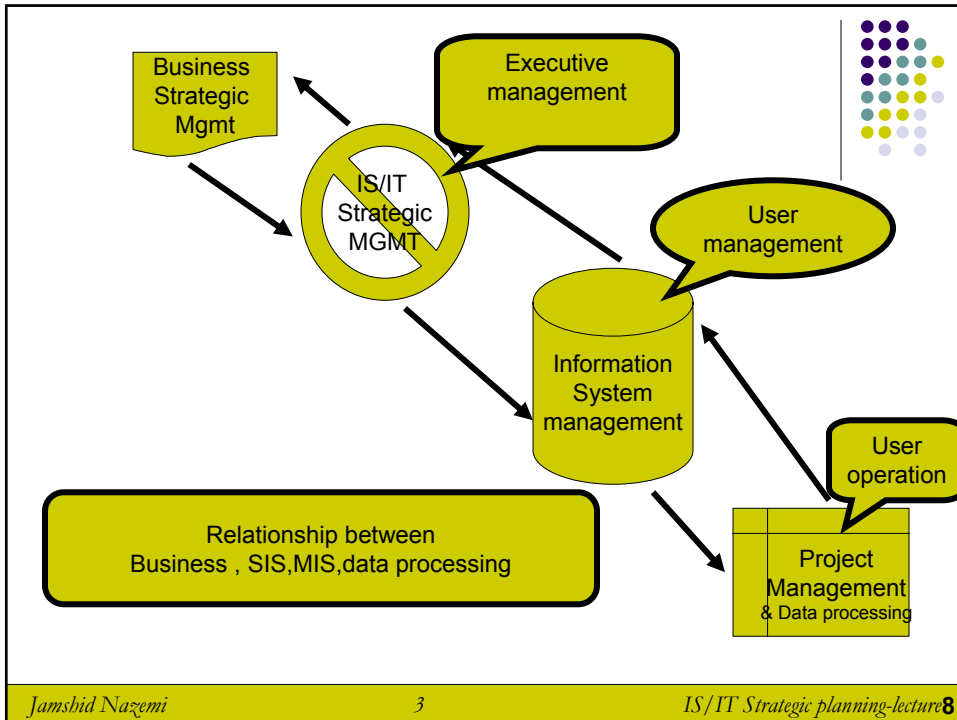 Business
Strategic
Mgmt
Executive
management
IS/IT
Strategic
MGMT
User
management
Information
System
management
User
operation
Relationship between
Business , SIS,MIS,data processing
Project
Management
& Data processing
Jamshid Nazemi 3 IS/IT Strategic planning-lecture8